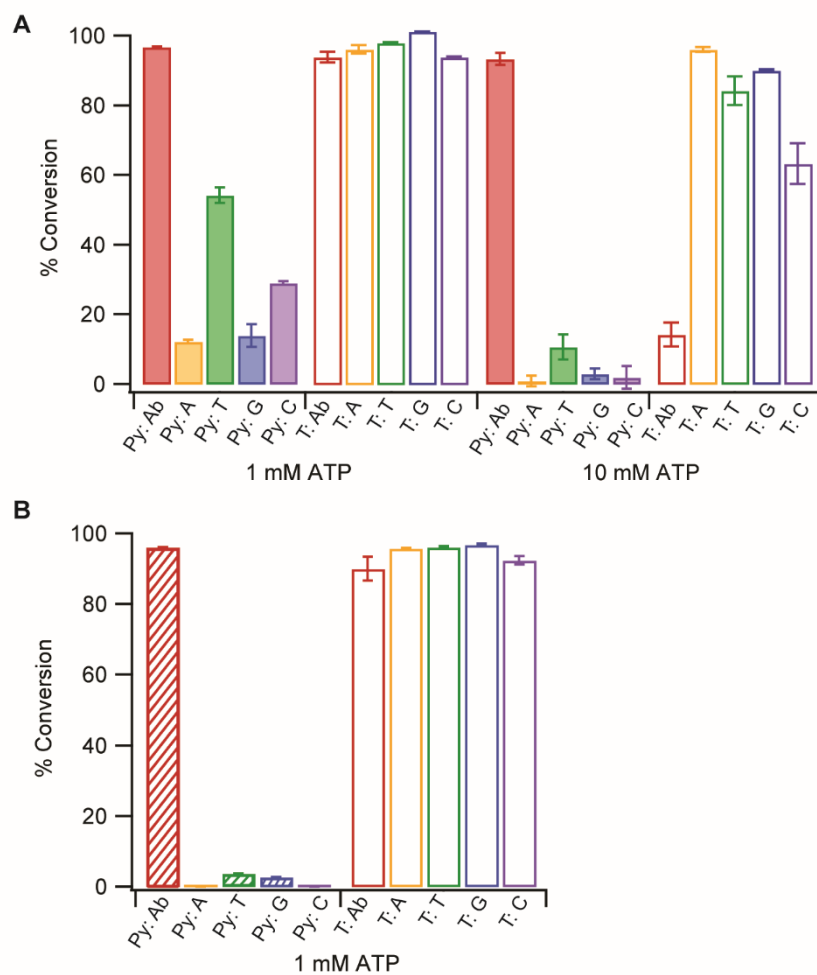 A
100
80
60
40
20
0
% Conversion
Py: Ab
Py: A
Py: T
Py: G
Py: C
T: Ab
T: A
T: T
T: G
T: C
Py: Ab
Py: A
Py: T
Py: G
Py: C
T: Ab
T: A
T: T
T: G
T: C
1 mM ATP
10 mM ATP
B
100
80
60
40
20
0
% Conversion
Py: Ab
Py: A
Py: T
Py: G
Py: C
T: Ab
T: A
T: T
T: G
T: C
1 mM ATP